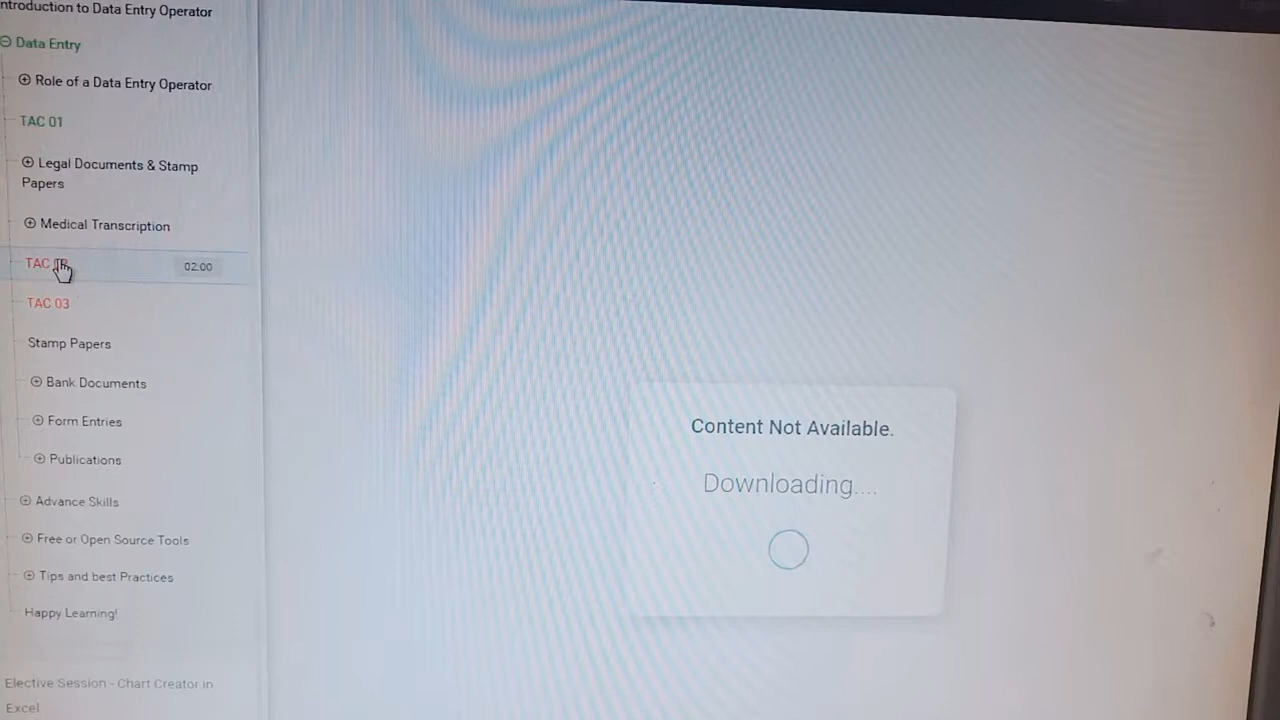 ntroduction to Data Entry Operator
Data Entry
Role of a Data Entry Operator
TAC 01
Legal Documents & Stamp
Papers
Medical Transcription
TAC
02:00
TAC 03
Stamp Papers
Bank Documents
Form Entries
Publications
Advance Skills
Free or Open Source Tools
Tips and best Practices
Happy Learning!
Elective Session - Chart Creator in
Excel
Content Not Available.
Downloading....